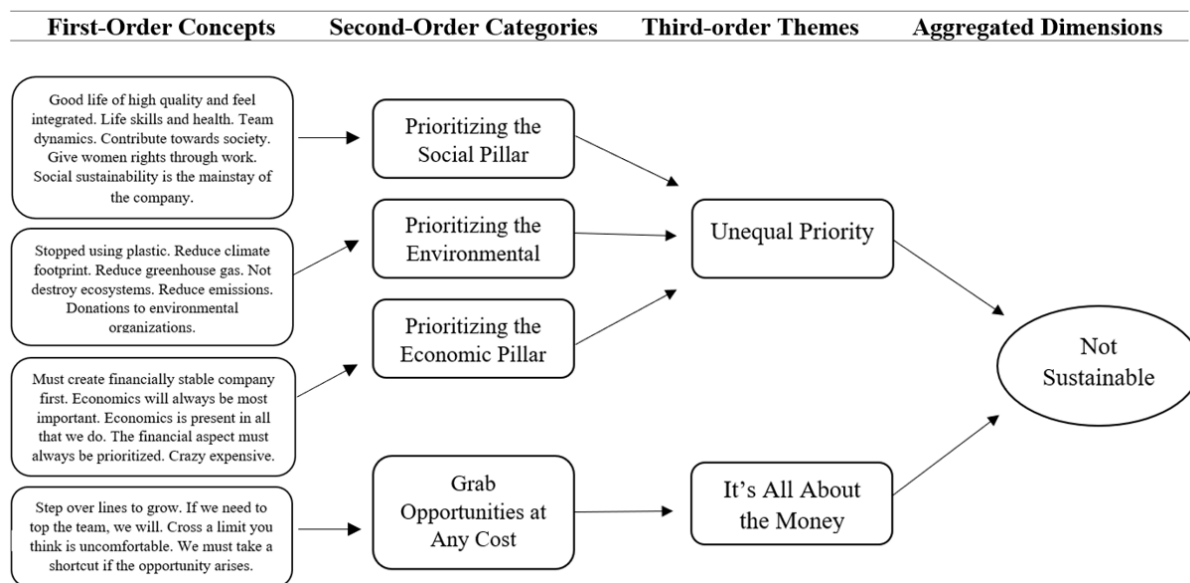 First-Order Concepts
Second-Order Categories
Third-order Themes
Aggregated Dimensions
Good life of high quality and feel
integrated. Life skills and health. Team
dynamics. Contribute towards society.
Give women rights through work.
Social sustainability is the mainstay of
the company.
Stopped using plastic. Reduce climate
footprint. Reduce greenhouse gas. Not
destroy ecosystems. Reduce emissions.
Donations to environmental
organizations.
Must create financially stable company
first. Economics will always be most
important. Economics is present in all
that we do. The financial aspect must
always be prioritized. Crazy expensive.
Step over lines to grow. If we need to
top the team, we will. Cross a limit you
think is uncomfortable. We must take a
shortcut if the opportunity arises.
Prioritizing the
Social Pillar
Prioritizing the
Environmental
Prioritizing the
Economic Pillar
Grab
Opportunities at
Any Cost
Unequal Priority
It's All About
the Money
Not
Sustainable